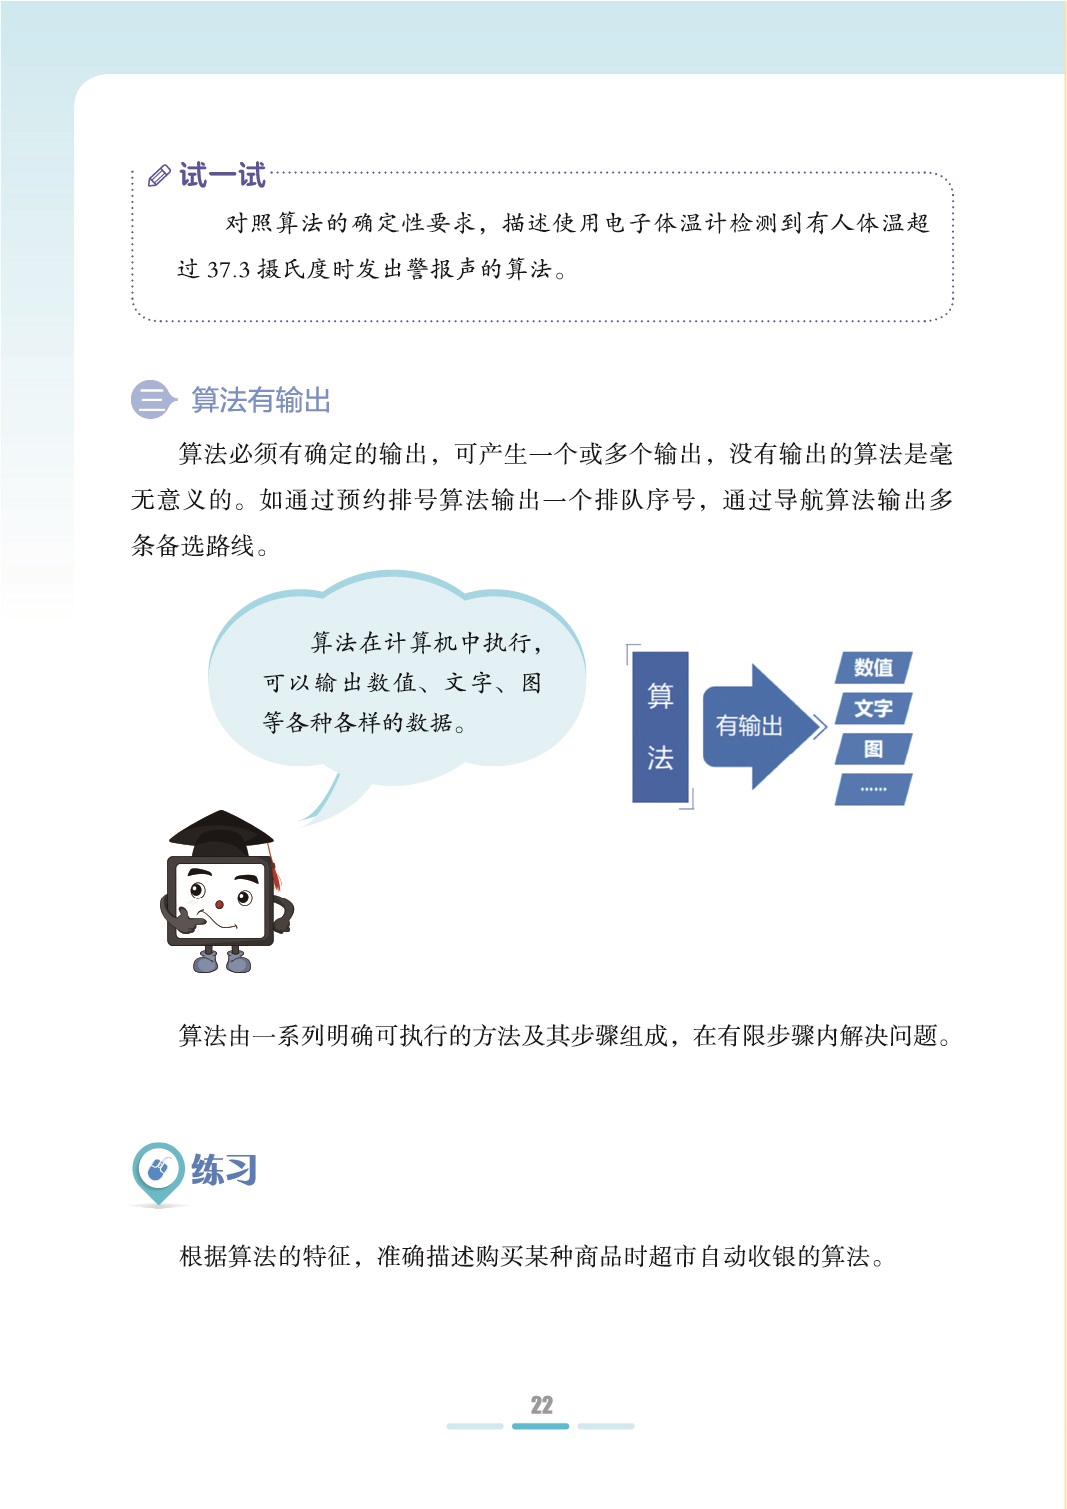 试一试
对照算法的确定性要求，描述使用电子体温计检测到有人体温超
过 37.3 摄氏度时发出警报声的算法。
三 算法有输出
算法必须有确定的输出，可产生一个或多个输出，没有输出的算法是毫
无意义的。如通过预约排号算法输出一个排队序号，通过导航算法输出多
条备选路线。
算法在计算机中执行，
可以输出数值、文字、图
等各种各样的数据。
算
法
有输出
数值
文字
图
……
算法由一系列明确可执行的方法及其步骤组成，在有限步骤内解决问题。
练习
根据算法的特征，准确描述购买某种商品时超市自动收银的算法。
22